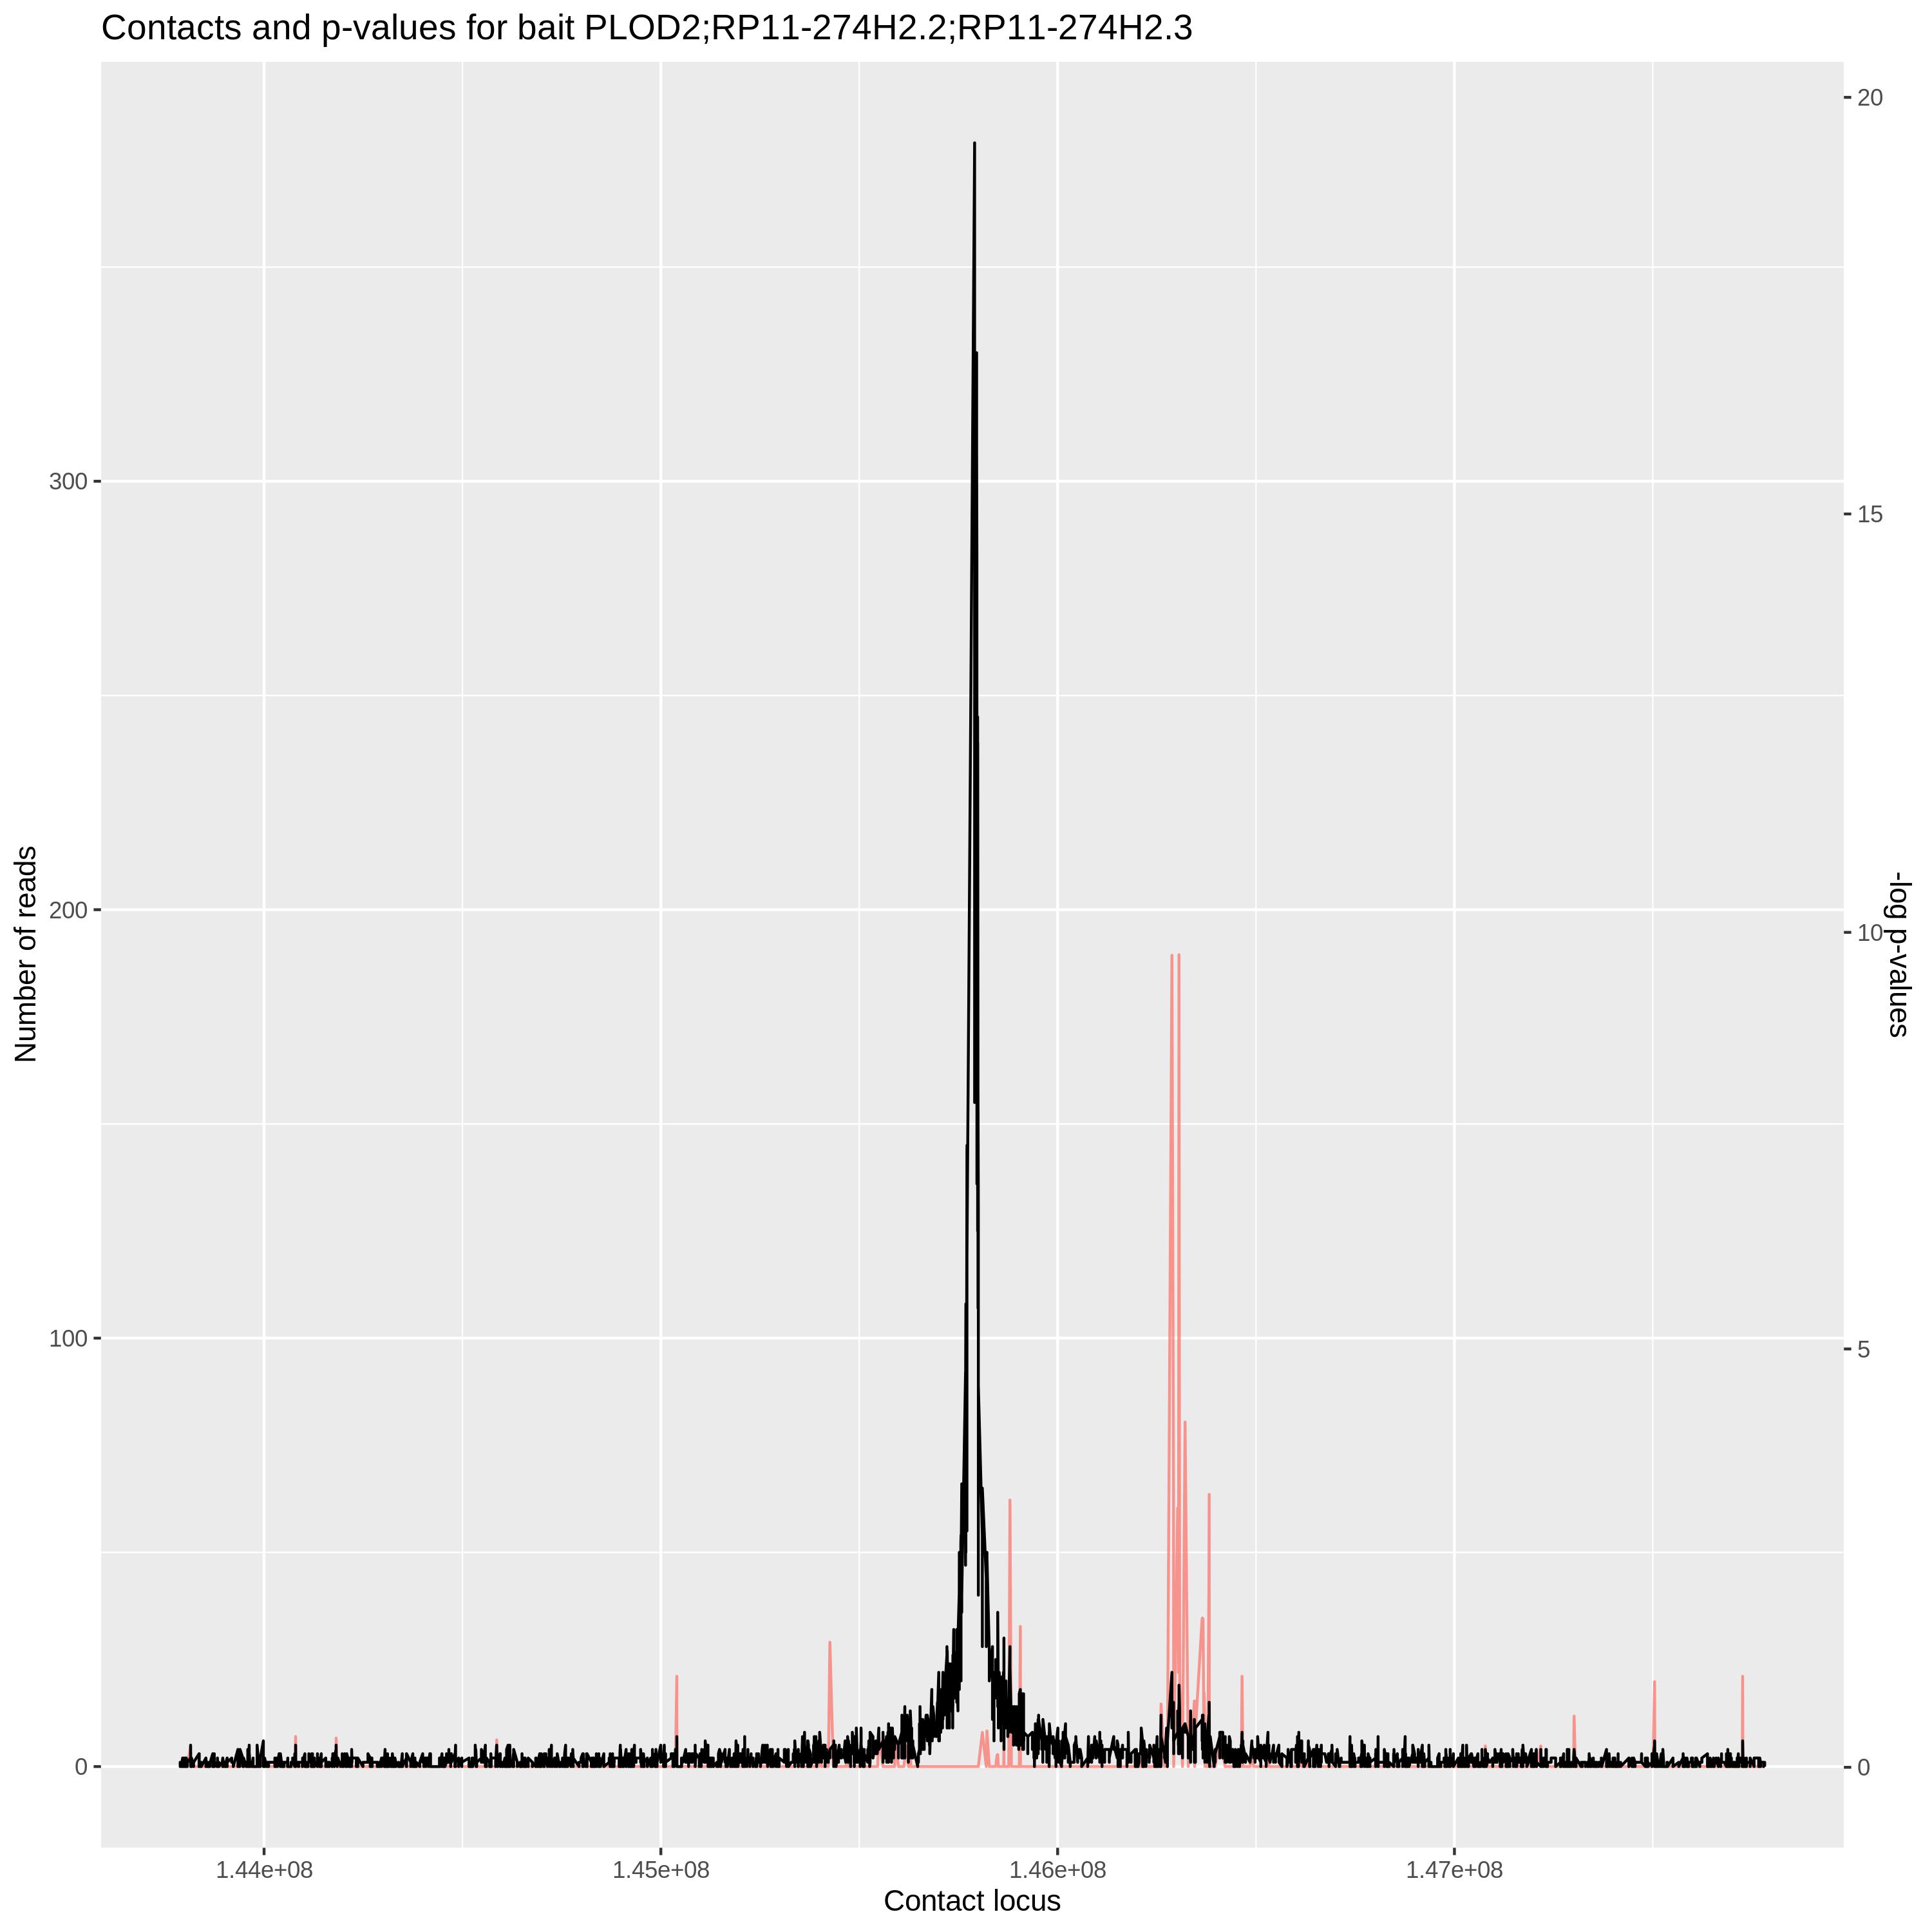 Contacts and p-values for bait PLOD2;RP11-274H2.2;RP11-274H2.3
20
300
15
200
10
Number of reads
-log p-values
100
5
0
0
1.44e+08
1.45e+08
1.46e+08
1.47e+08
Contact locus